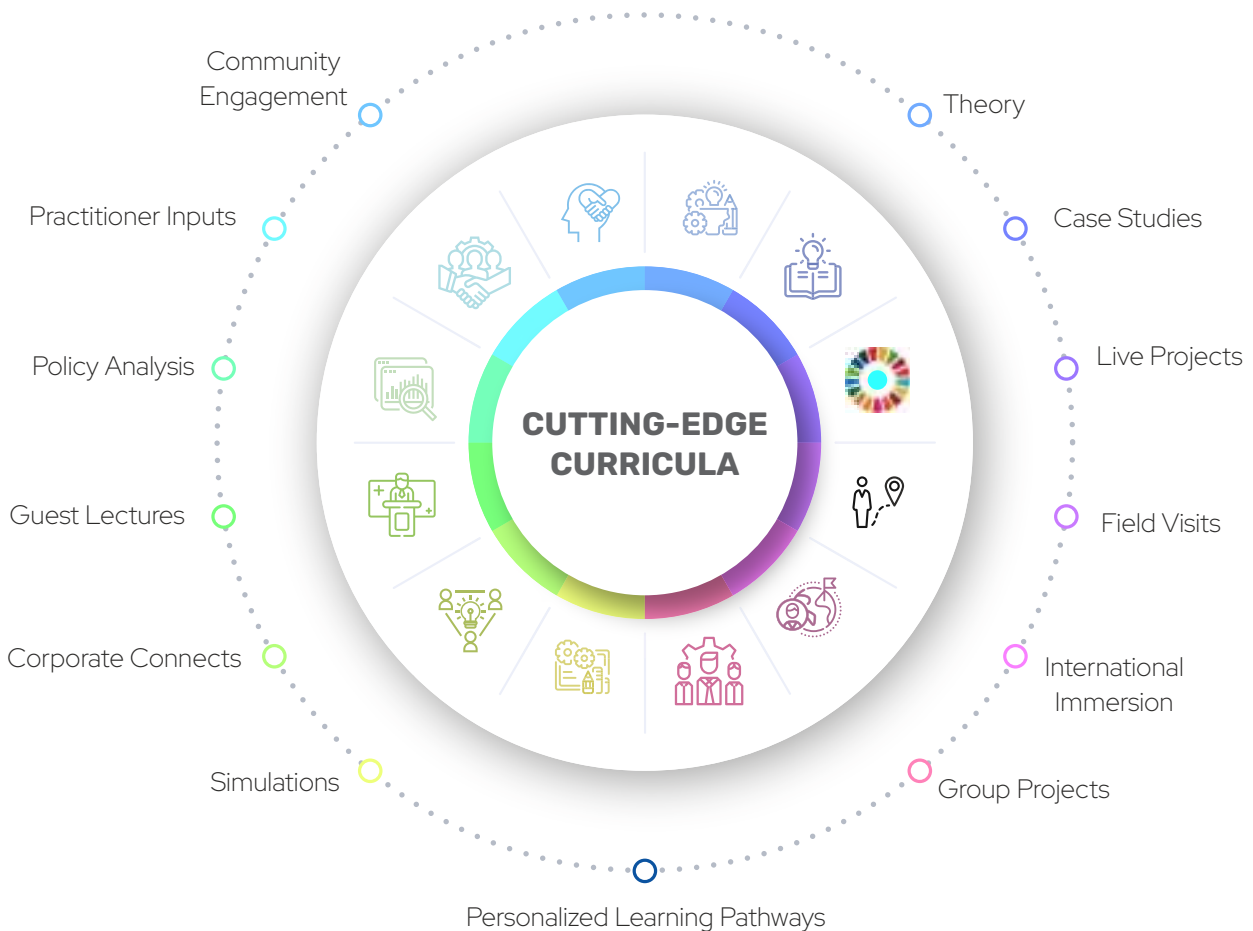 CUTTING-EDGE
CURRICULA
Theory
Case Studies
Live Projects
Field Visits
International
Immersion
Group Projects
Personalized Learning Pathways
Simulations
Corporate Connects
Guest Lectures
Policy Analysis
Practitioner Inputs
Community
Engagement